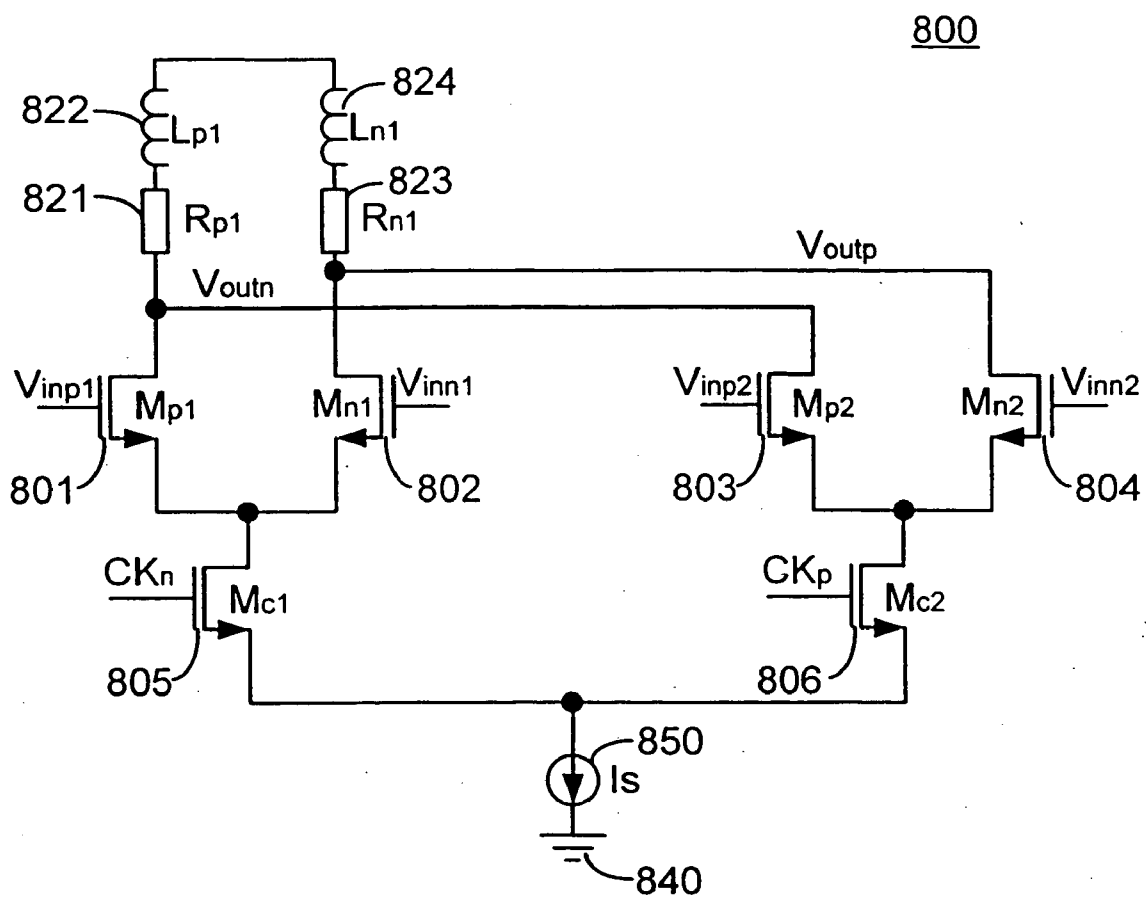 800
822
Lp1
824
Ln1
821
Rp1
823
Rn1
Voutp
Voutn
Vinp1
Mp1
Mn1
Vinn1
Vinp2
Mp2
Mn2
Vinn2
801
802
803
804
CKn
Mc1
CKp
Mc2
805
806
850
Is
840